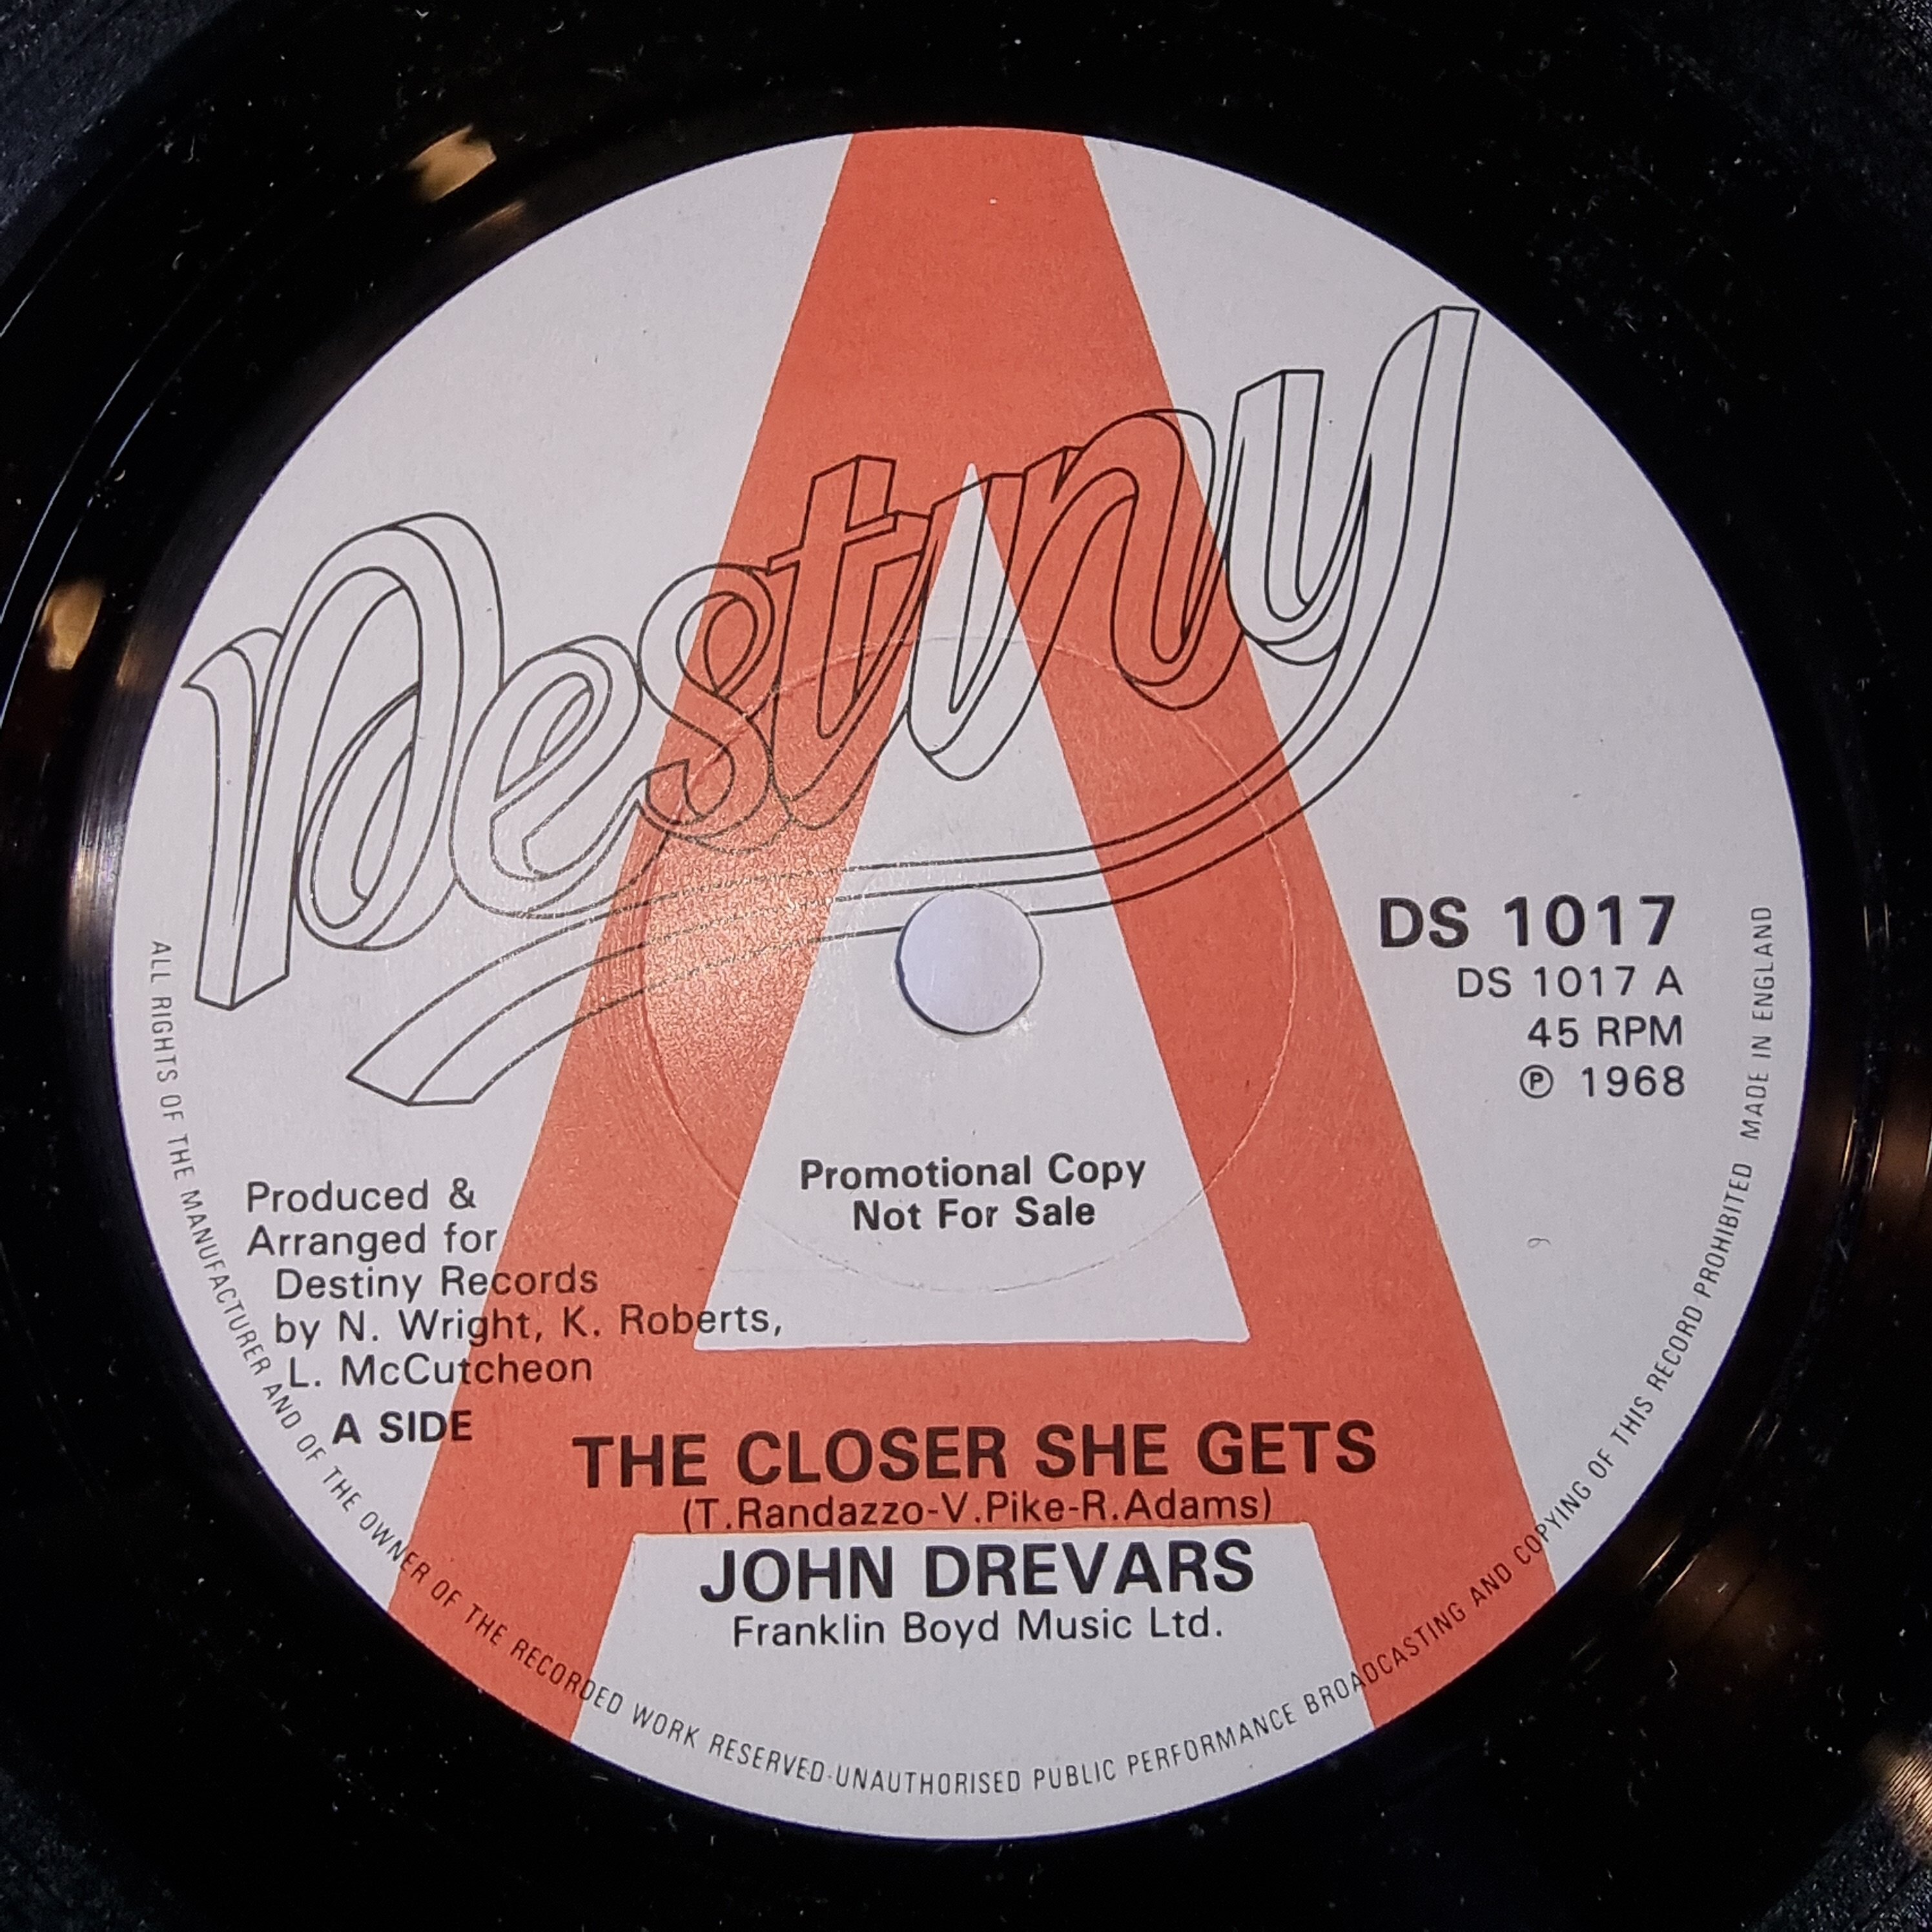 Destiny
DS 1017
DS 1017 A
45 RPM
℗ 1968
Promotional Copy
Not For Sale
Produced &
Arranged for
Destiny Records
by N. Wright, K. Roberts,
L. McCutcheon
A SIDE
THE CLOSER SHE GETS
(T.Randazzo-V.Pike-R.Adams)
JOHN DREVARS
Franklin Boyd Music Ltd.
ALL RIGHTS OF THE MANUFACTURER AND OF THE OWNER OF THE RECORDED WORK RESERVED-UNAUTHORISED PUBLIC PERFORMANCE BROADCASTING AND COPYING OF THIS RECORD PROHIBITED MADE IN ENGLAND